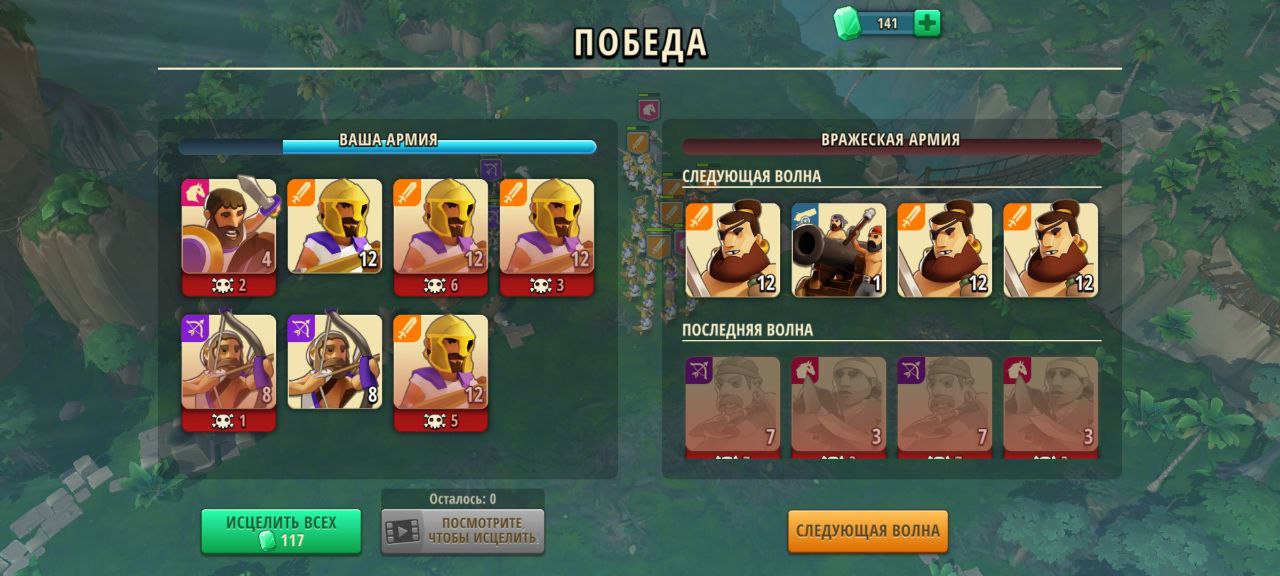 141
ПОБЕДА
ВАША АРМИЯ
4
2
12
12
6
12
3
8
1
8
12
5
ВРАЖЕСКАЯ АРМИЯ
СЛЕДУЮЩАЯ ВОЛНА
12
1
12
12
ПОСЛЕДНЯЯ ВОЛНА
7
3
7
3
ИСЦЕЛИТЬ ВСЕХ
117
Осталось: 0
ПОСМОТРИТЕ,
ЧТОБЫ ИСЦЕЛИТЬ.
СЛЕДУЮЩАЯ ВОЛНА